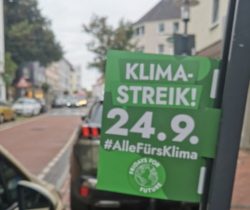 KLIMA-
STREIK!
24.9.
#AlleFürsKlima
FRIDAYS FOR
FUTURE